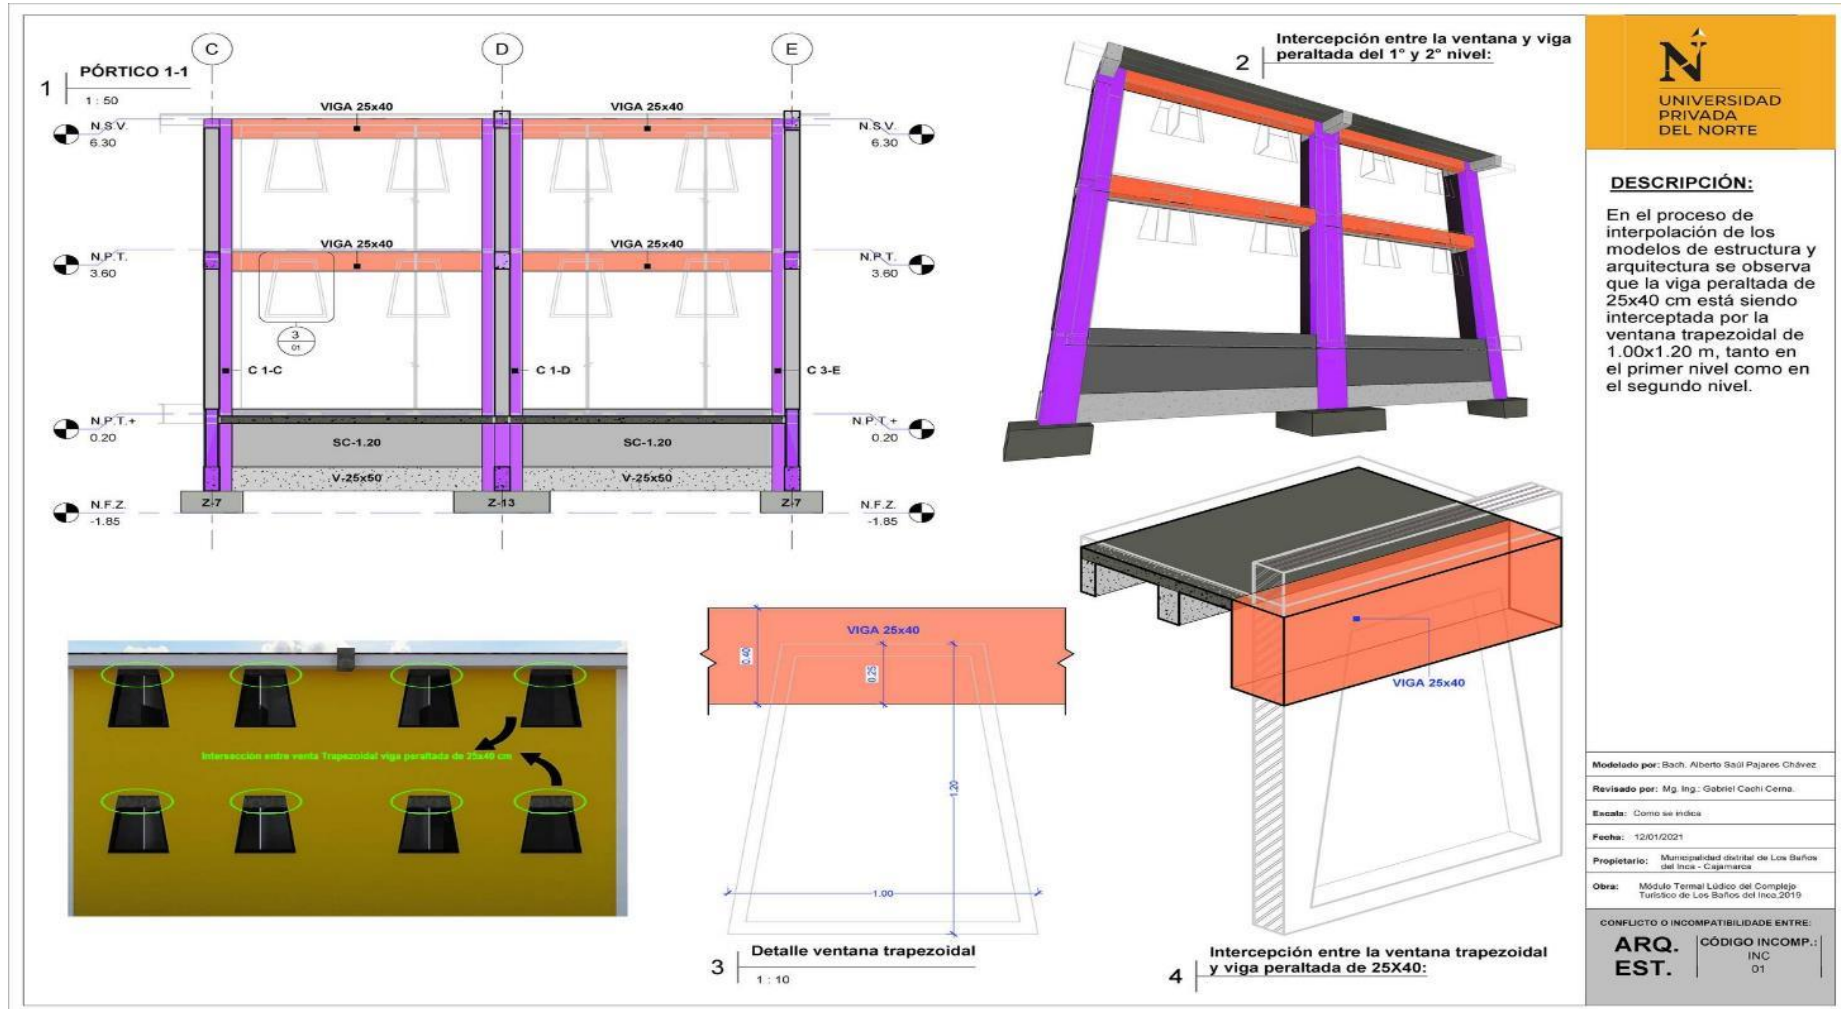 C
D
E
1
PÓRTICO 1-1
1 : 50
VIGA 25x40
VIGA 25x40
N.S.V.
6.30
N.S.V.
6.30
VIGA 25x40
VIGA 25x40
N.P.T.
3.60
N.P.T.
3.60
3
01
C 1-C
C 1-D
C 3-E
N.P.T.+
0.20
N.P.T.+
0.20
SC-1.20
SC-1.20
V-25x50
V-25x50
Z-7
Z-13
Z-7
N.F.Z.
-1.85
N.F.Z.
-1.85
2
Intercepción entre la ventana y viga
peraltada del 1° y 2° nivel:
Intersección entre venta Trapezoidal viga peraltada de 25x40 cm
VIGA 25x40
0.40
0.25
1.20
1.00
3
Detalle ventana trapezoidal
1 : 10
VIGA 25x40
4
Intercepción entre la ventana trapezoidal
y viga peraltada de 25X40:
N
UNIVERSIDAD
PRIVADA
DEL NORTE
DESCRIPCIÓN:
En el proceso de
interpolación de los
modelos de estructura y
arquitectura se observa
que la viga peraltada de
25x40 cm está siendo
interceptada por la
ventana trapezoidal de
1.00x1.20 m, tanto en
el primer nivel como en
el segundo nivel.
Modelado por: Bach. Alberto Saúl Pajares Chávez
Revisado por: Mg. Ing.: Gabriel Cachi Cerna.
Escala: Como se indica
Fecha: 12/01/2021
Propietario: Municipalidad distrital de Los Baños
del Inca - Cajamarca
Obra: Módulo Termal Lúdico del Complejo
Turístico de Los Baños del Inca,2019
CONFLICTO O INCOMPATIBILIDADE ENTRE:
ARQ.
EST.
CÓDIGO INCOMP.:
INC
01